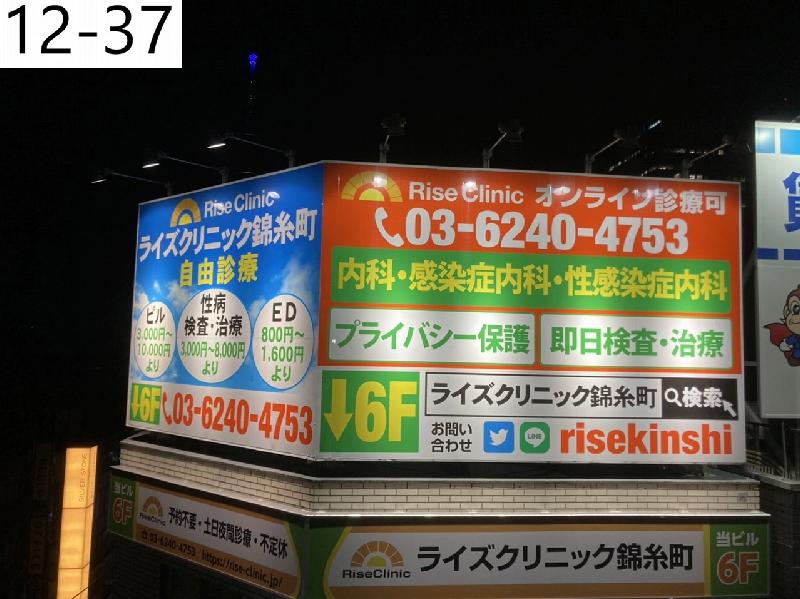 12-37
Rise Clinic
ライズクリニック錦糸町
自由診療
ピル
3,000円～
10,000円
より
性病
検査・治療
3,000円～8,000円
より
ED
800円～
1,600円
より
↓6F
03-6240-4753
Rise Clinic オンライン診療可
03-6240-4753
内科・感染症内科・性感染症内科
プライバシー保護
即日検査・治療
↓6F
ライズクリニック錦糸町 検索
お問い
合わせ
LINE
risekinshi
当ビル
6F
RiseClinic
予約不要・土日夜間診療・不定休
03-6240-4753 https://rise-clinic.jp/
RiseClinic
ライズクリニック錦糸町
当ビル
6F
SILVER STONE